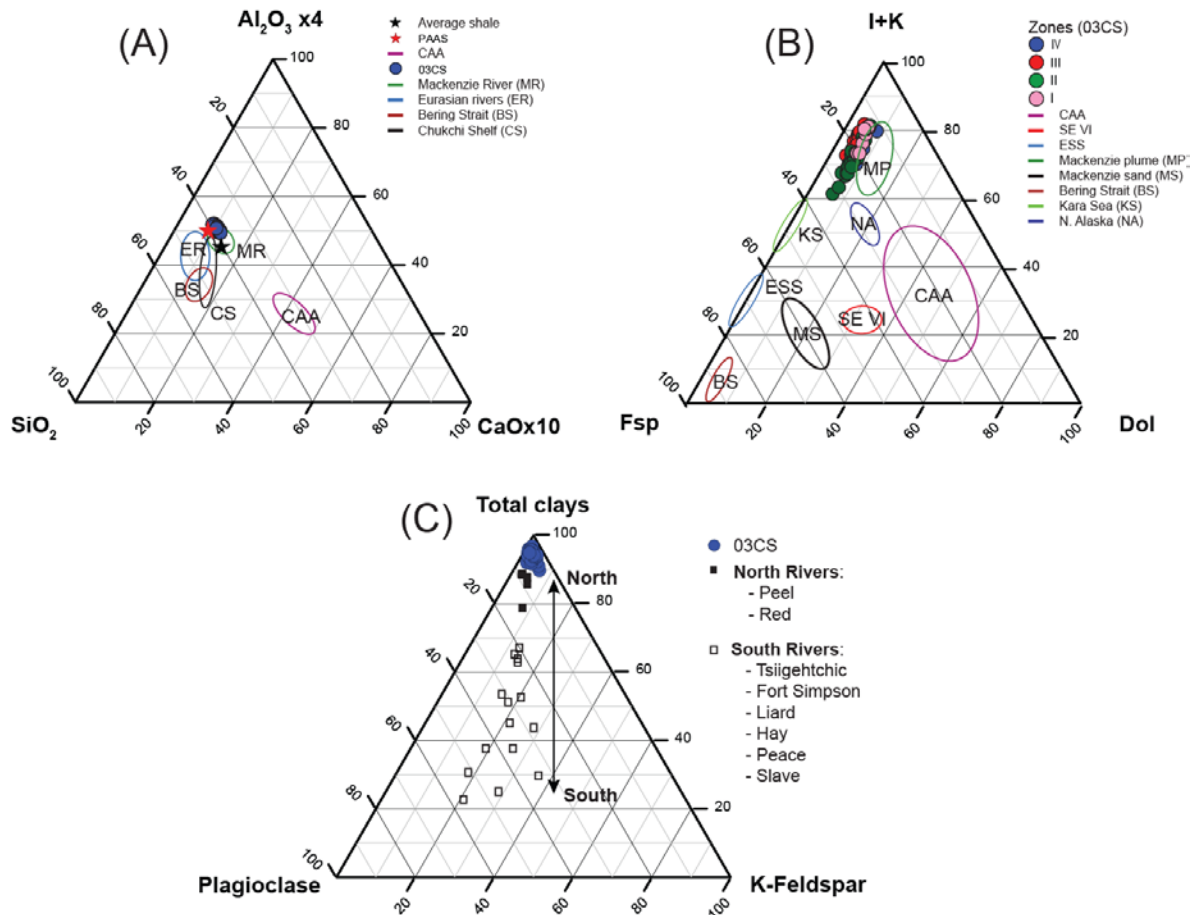 (A)
Al₂O₃ x4
★ Average shale
★ PAAS
CAA
03CS
Mackenzie River (MR)
Eurasian rivers (ER)
Bering Strait (BS)
Chukchi Shelf (CS)
100
20
80
40
60
60
40
80
20
100
ER
MR
BS
CS
CAA
SiO₂
CaOx10
20
40
60
80
100
(B)
I+K
Zones (03CS)
IV
III
II
I
CAA
SE VI
ESS
Mackenzie plume (MP)
Mackenzie sand (MS)
Bering Strait (BS)
Kara Sea (KS)
N. Alaska (NA)
100
20
80
40
60
60
40
80
20
100
MP
KS
NA
ESS
CAA
MS
SE VI
BS
Fsp
Dol
20
40
60
80
100
(C)
Total clays
100
20
80
40
60
60
40
80
20
100
North
South
03CS
North Rivers:
- Peel
- Red
South Rivers:
- Tsiigehtchic
- Fort Simpson
- Liard
- Hay
- Peace
- Slave
Plagioclase
K-Feldspar
20
40
60
80
100